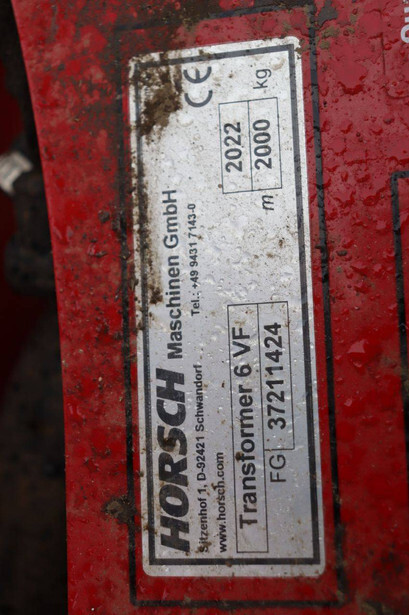 HORSCH Maschinen GmbH
Sitzenhof 1, D-92421 Schwandorf Tel.: +49 9431 7143-0
www.horsch.com
CE
Transformer 6 VF 2022
FG 37211424 m 2000 kg